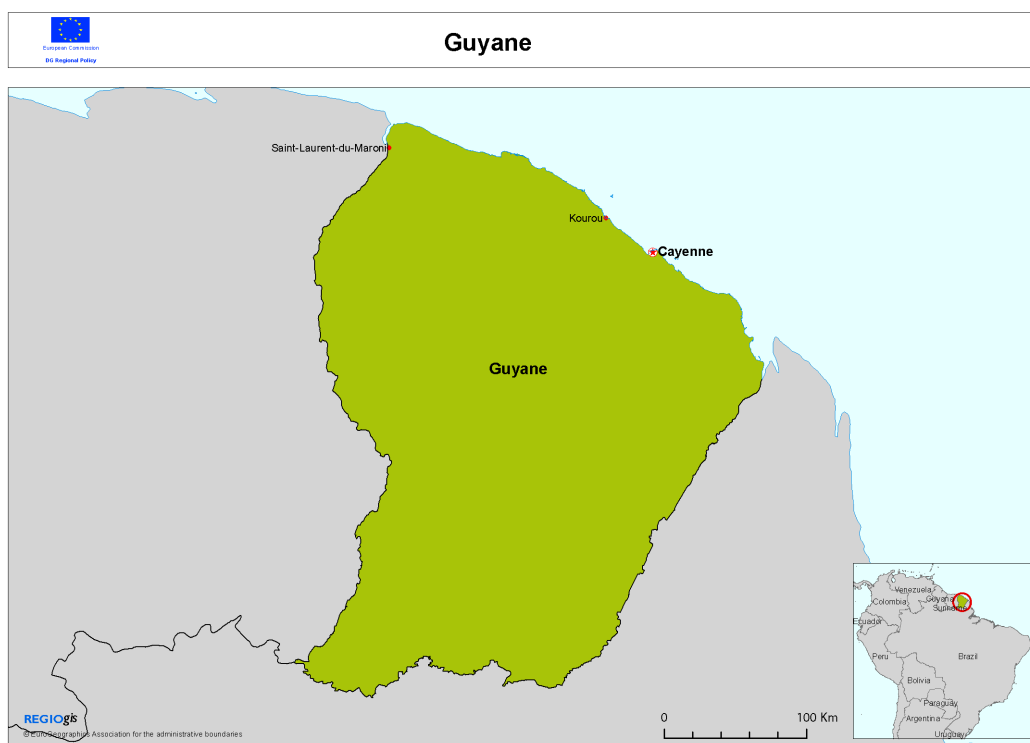 European Commission
DG Regional Policy
Guyane
Saint-Laurent-du-Maroni
Kourou
Cayenne
Guyane
Venezuela
Colombia
Guyana
Suriname
Ecuador
Peru
Brazil
Bolivia
Paraguay
Argentina
Uruguay
REGIOgis
© EuroGeographics Association for the administrative boundaries
0 100 Km